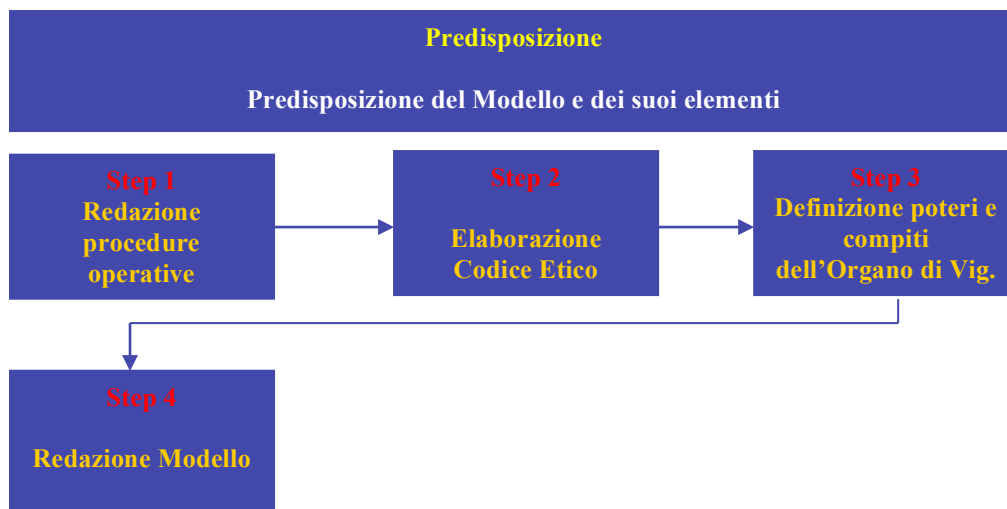 Predisposizione
Predisposizione del Modello e dei suoi elementi
Step 1
Redazione
procedure
operative
Step 2
Elaborazione
Codice Etico
Step 3
Definizione poteri e
compiti
dell’Organo di Vig.
Step 4
Redazione Modello